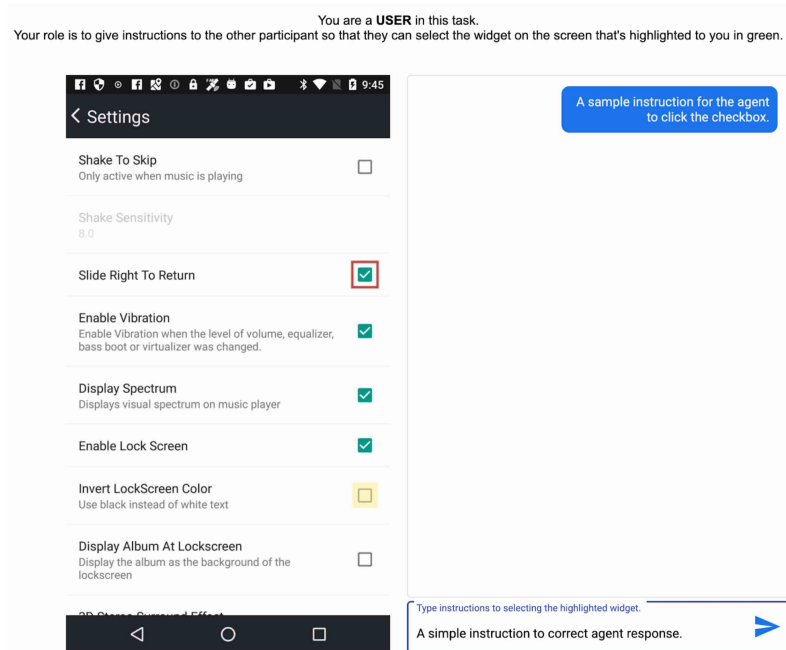 You are a USER in this task.
Your role is to give instructions to the other participant so that they can select the widget on the screen that's highlighted to you in green.
9:45
Settings
Shake To Skip
Only active when music is playing
Shake Sensitivity
8.0
Slide Right To Return
Enable Vibration
Enable Vibration when the level of volume, equalizer,
bass boot or virtualizer was changed.
Display Spectrum
Displays visual spectrum on music player
Enable Lock Screen
Invert LockScreen Color
Use black instead of white text
Display Album At Lockscreen
Display the album as the background of the
lockscreen
3D Stereo Surround Effect
A sample instruction for the agent
to click the checkbox.
Type instructions to selecting the highlighted widget.
A simple instruction to correct agent response.